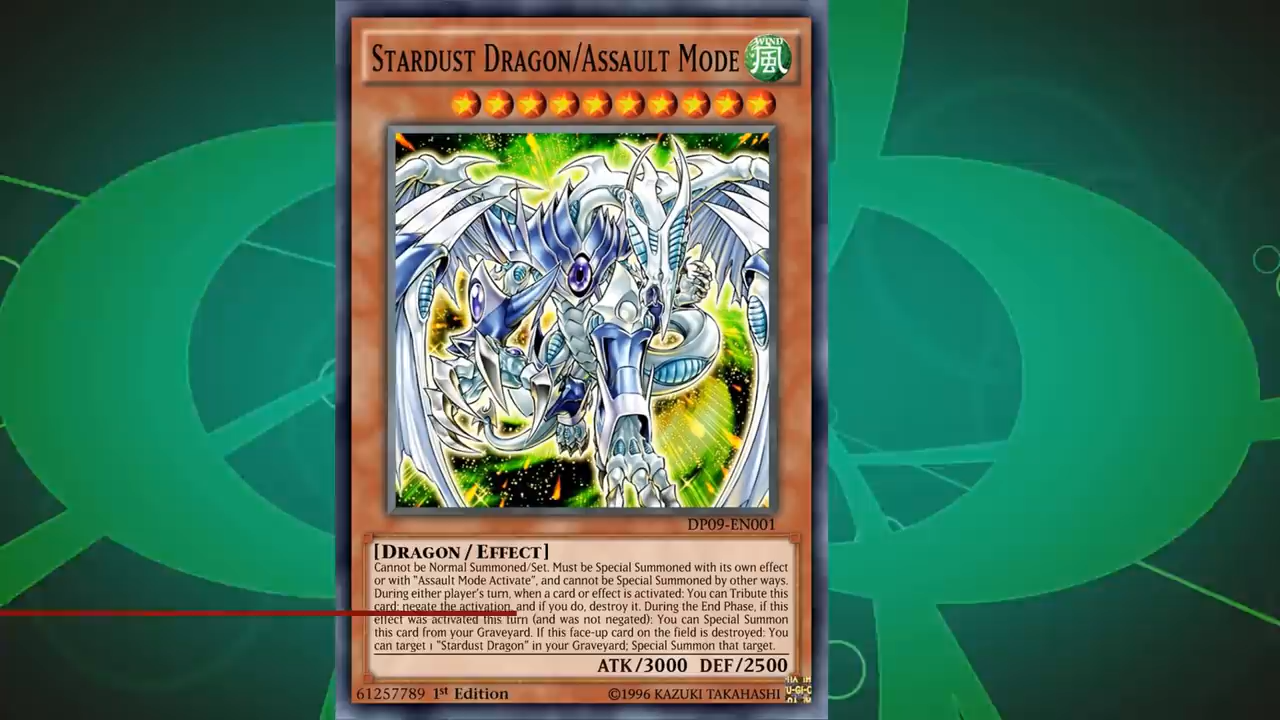 STARDUST DRAGON/ASSAULT MODE
WIND
風
DP09-EN001
[DRAGON / EFFECT]
Cannot be Normal Summoned/Set. Must be Special Summoned with its own effect
or with "Assault Mode Activate", and cannot be Special Summoned by other ways.
During either player's turn, when a card or effect is activated: You can Tribute this
card; negate the activation, and if you do, destroy it. During the End Phase, if this
effect was activated this turn (and was not negated): You can Special Summon
this card from your Graveyard. If this face-up card on the field is destroyed: You
can target 1 "Stardust Dragon" in your Graveyard; Special Summon that target.
ATK/3000 DEF/2500
61257789 1st Edition ©1996 KAZUKI TAKAHASHI